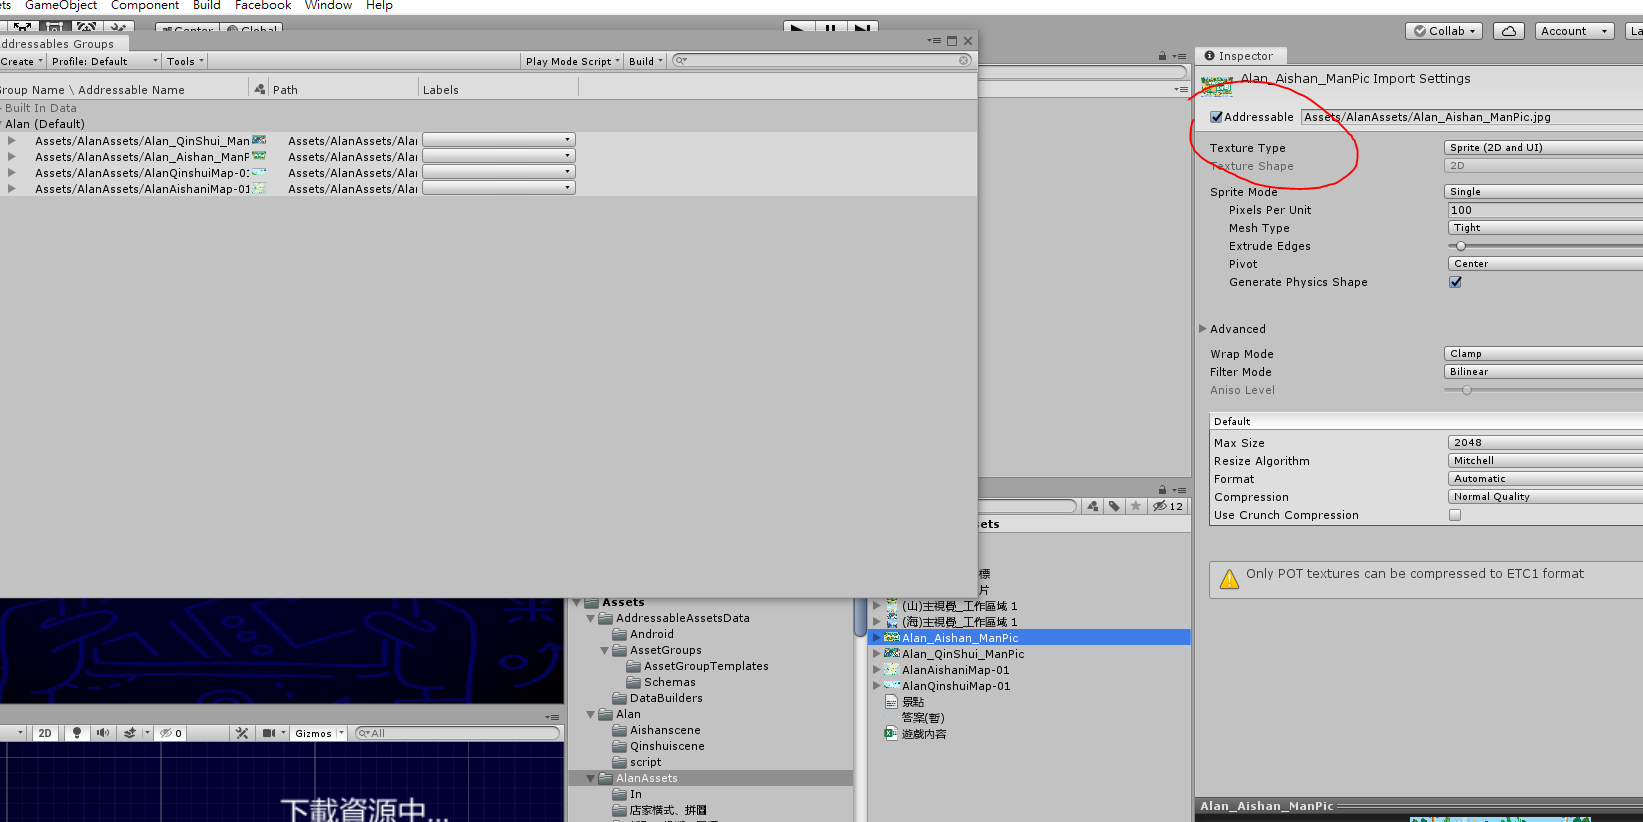 ets GameObject Component Build Facebook Window Help
Center Global
Collab Account La
ddressables Groups
Create Profile: Default Tools Play Mode Script Build
Group Name \ Addressable Name Path Labels
Built In Data
Alan (Default)
Assets/AlanAssets/Alan_QinShui_Man Assets/AlanAssets/Alan
Assets/AlanAssets/Alan_Aishan_ManP Assets/AlanAssets/Alan
Assets/AlanAssets/AlanQinshuiMap-01 Assets/AlanAssets/Alan
Assets/AlanAssets/AlanAishaniMap-01 Assets/AlanAssets/Alan
Inspector
Alan_Aishan_ManPic Import Settings
Addressable Assets/AlanAssets/Alan_Aishan_ManPic.jpg
Texture Type Sprite (2D and UI)
Texture Shape 2D
Sprite Mode Single
Pixels Per Unit 100
Mesh Type Tight
Extrude Edges
Pivot Center
Generate Physics Shape
Advanced
Wrap Mode Clamp
Filter Mode Bilinear
Aniso Level
Default
Max Size 2048
Resize Algorithm Mitchell
Format Automatic
Compression Normal Quality
Use Crunch Compression
Only POT textures can be compressed to ETC1 format
Alan_Aishan_ManPic
12
sets
標
片
(山)主視覺_工作區域 1
(海)主視覺_工作區域 1
Alan_Aishan_ManPic
Alan_QinShui_ManPic
AlanAishaniMap-01
AlanQinshuiMap-01
景點
答案(暫)
遊戲內容
Assets
AddressableAssetsData
Android
AssetGroups
AssetGroupTemplates
Schemas
DataBuilders
Alan
Aishanscene
Qinshuiscene
script
AlanAssets
In
店家模式、拼圖
2D 0 Gizmos All
下載資源中...